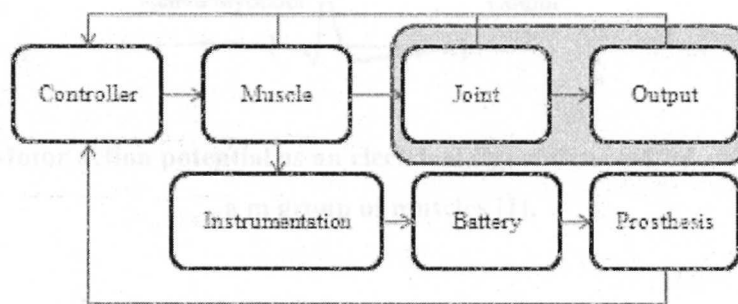 Controller
Muscle
Joint
Output
Instrumentation
Battery
Prosthesis